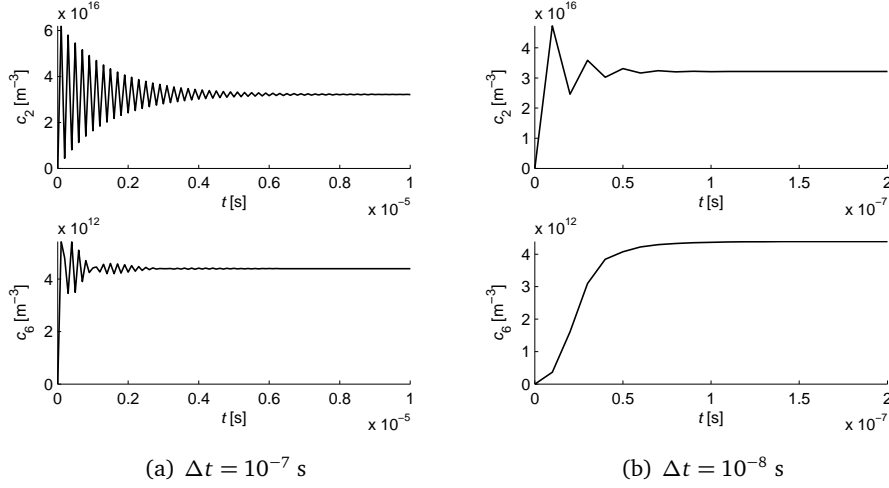 x 10^16
6
4
2
0
c_2 [m^−3]
0
0.2
0.4
0.6
0.8
1
t [s]
x 10^−5
x 10^12
4
2
0
c_6 [m^−3]
0
0.2
0.4
0.6
0.8
1
t [s]
x 10^−5
(a) Δt = 10^−7 s
x 10^16
4
3
2
1
0
c_2 [m^−3]
0
0.5
1
1.5
2
t [s]
x 10^−7
x 10^12
4
3
2
1
0
c_6 [m^−3]
0
0.5
1
1.5
2
t [s]
x 10^−7
(b) Δt = 10^−8 s